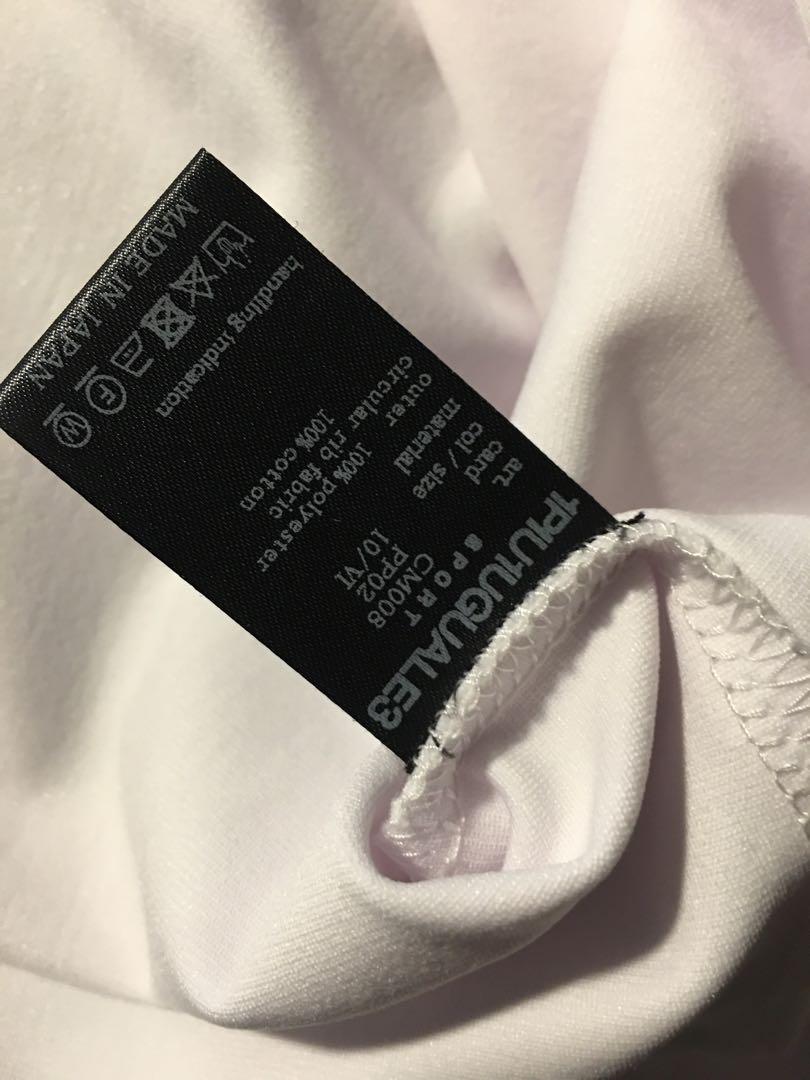 1PIU1UGUALE3
SPORT
art CM008
card PP02
col / size 10/VI
material
outer 100% polyester
circular rib fabric
100% cotton
handling indication
F W
MADE IN JAPAN